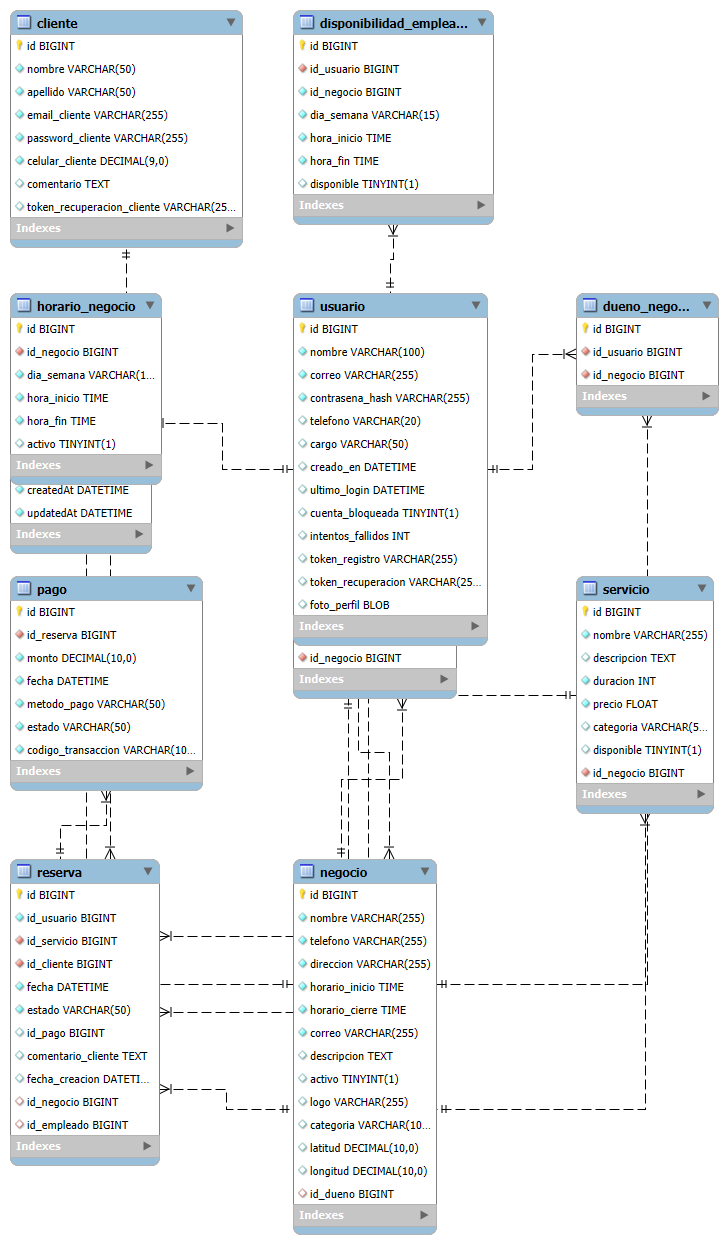 cliente
id BIGINT
nombre VARCHAR(50)
apellido VARCHAR(50)
email_cliente VARCHAR(255)
password_cliente VARCHAR(255)
celular_cliente DECIMAL(9,0)
comentario TEXT
token_recuperacion_cliente VARCHAR(25...
Indexes
disponibilidad_emplea...
id BIGINT
id_usuario BIGINT
id_negocio BIGINT
dia_semana VARCHAR(15)
hora_inicio TIME
hora_fin TIME
disponible TINYINT(1)
Indexes
horario_negocio
id BIGINT
id_negocio BIGINT
dia_semana VARCHAR(1...
hora_inicio TIME
hora_fin TIME
activo TINYINT(1)
Indexes
createdAt DATETIME
updatedAt DATETIME
Indexes
usuario
id BIGINT
nombre VARCHAR(100)
correo VARCHAR(255)
contrasena_hash VARCHAR(255)
telefono VARCHAR(20)
cargo VARCHAR(50)
creado_en DATETIME
ultimo_login DATETIME
cuenta_bloqueada TINYINT(1)
intentos_fallidos INT
token_registro VARCHAR(255)
token_recuperacion VARCHAR(25...
foto_perfil BLOB
Indexes
id_negocio BIGINT
Indexes
dueno_nego...
id BIGINT
id_usuario BIGINT
id_negocio BIGINT
Indexes
pago
id BIGINT
id_reserva BIGINT
monto DECIMAL(10,0)
fecha DATETIME
metodo_pago VARCHAR(50)
estado VARCHAR(50)
codigo_transaccion VARCHAR(10...
Indexes
servicio
id BIGINT
nombre VARCHAR(255)
descripcion TEXT
duracion INT
precio FLOAT
categoria VARCHAR(5...
disponible TINYINT(1)
id_negocio BIGINT
Indexes
reserva
id BIGINT
id_usuario BIGINT
id_servicio BIGINT
id_cliente BIGINT
fecha DATETIME
estado VARCHAR(50)
id_pago BIGINT
comentario_cliente TEXT
fecha_creacion DATETI...
id_negocio BIGINT
id_empleado BIGINT
Indexes
negocio
id BIGINT
nombre VARCHAR(255)
telefono VARCHAR(255)
direccion VARCHAR(255)
horario_inicio TIME
horario_cierre TIME
correo VARCHAR(255)
descripcion TEXT
activo TINYINT(1)
logo VARCHAR(255)
categoria VARCHAR(10...
latitud DECIMAL(10,0)
longitud DECIMAL(10,0)
id_dueno BIGINT
Indexes